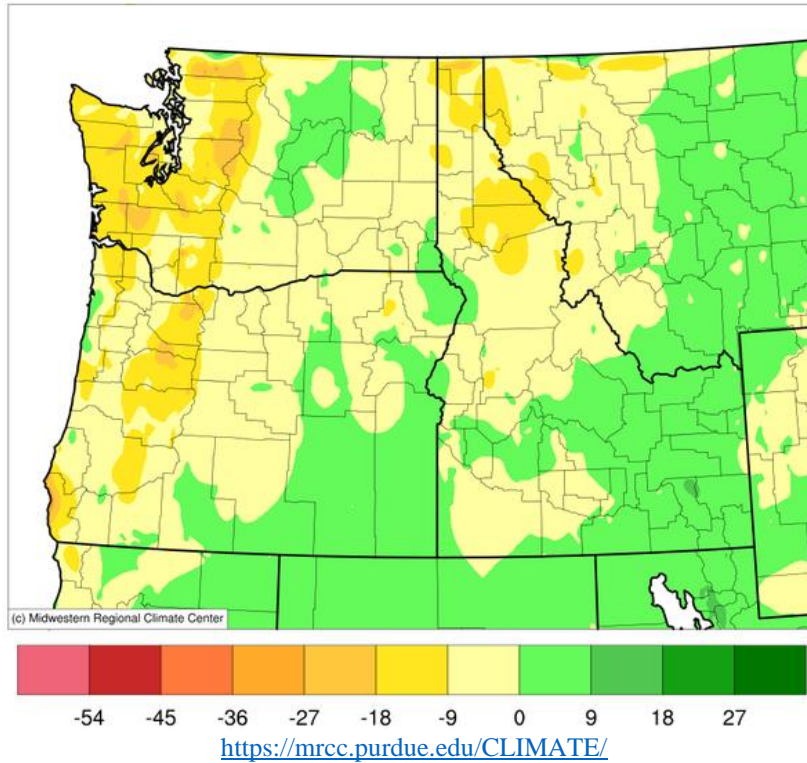 (c) Midwestern Regional Climate Center
-54 -45 -36 -27 -18 -9 0 9 18 27
https://mrcc.purdue.edu/CLIMATE/